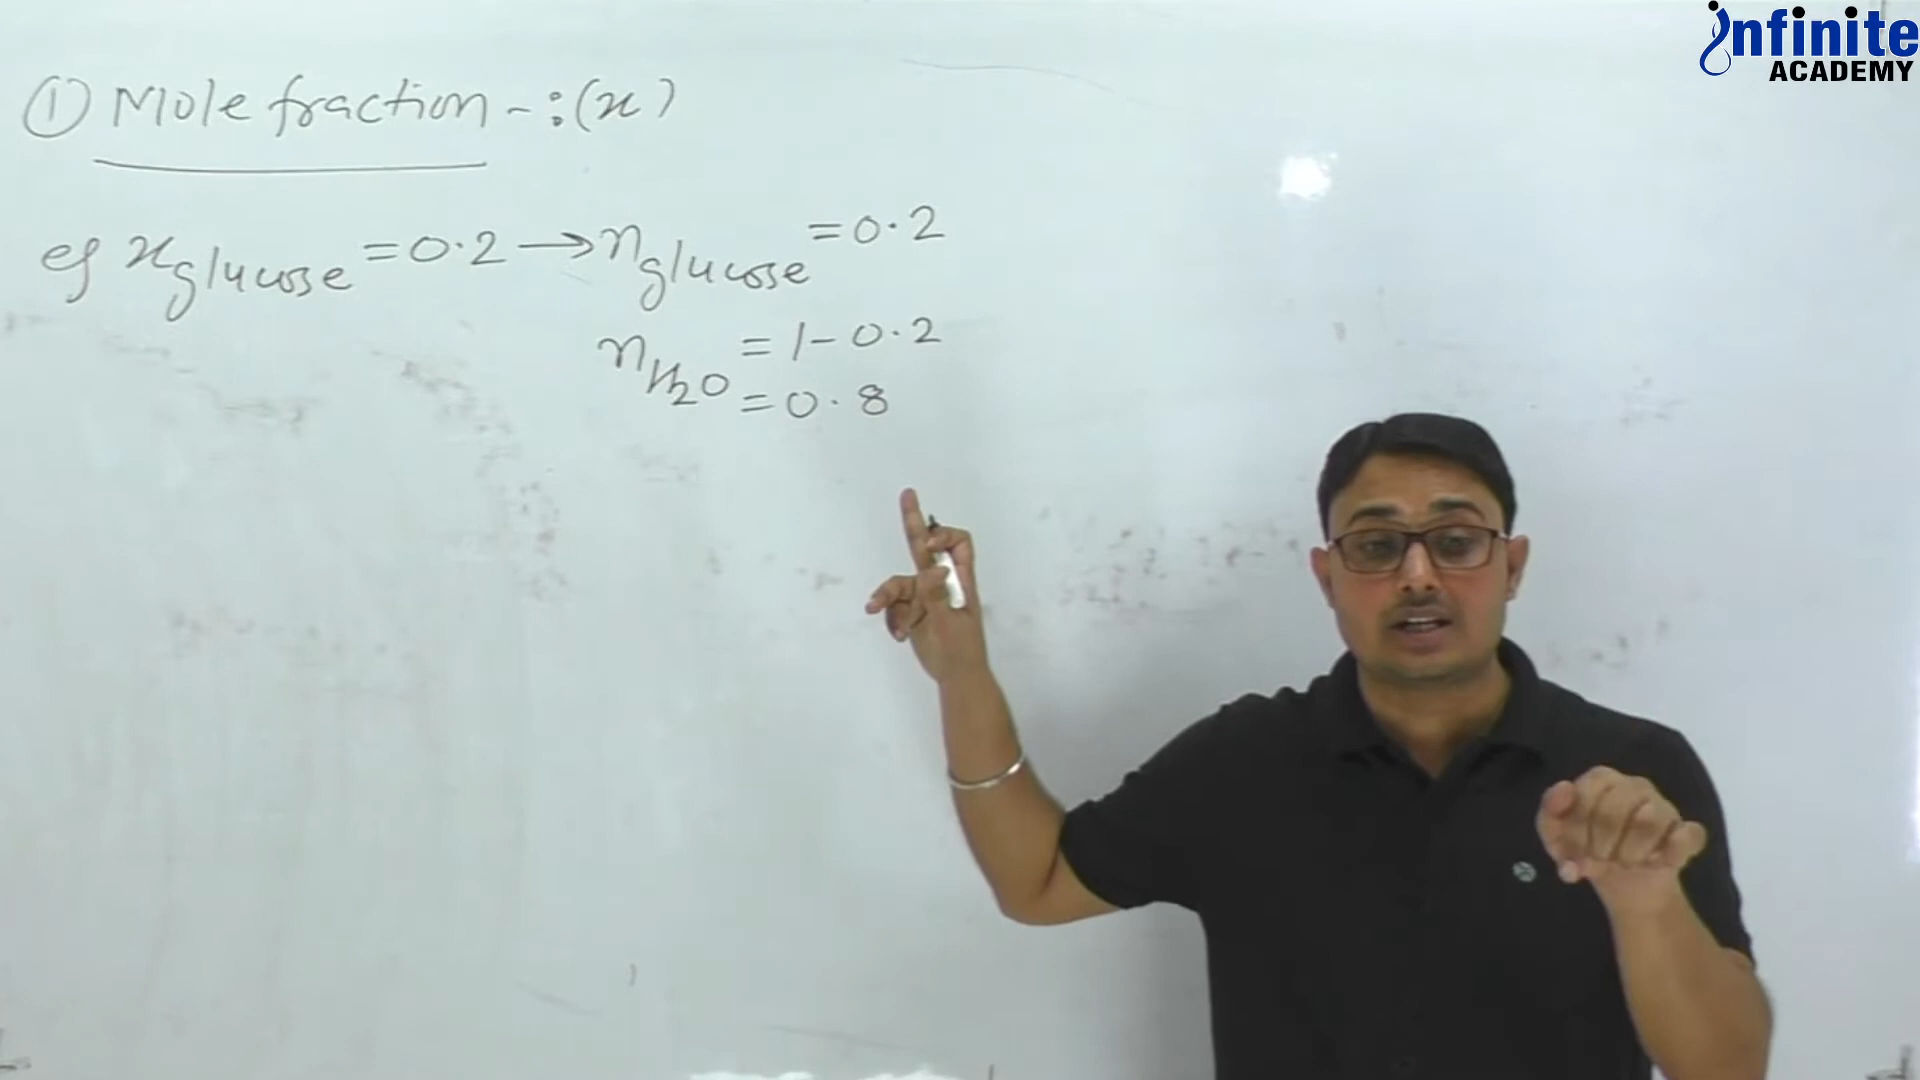 infinite
ACADEMY
① Mole fraction -:(x)
eg xglucose = 0.2 → nglucose = 0.2
nH2O = 1 - 0.2
= 0.8